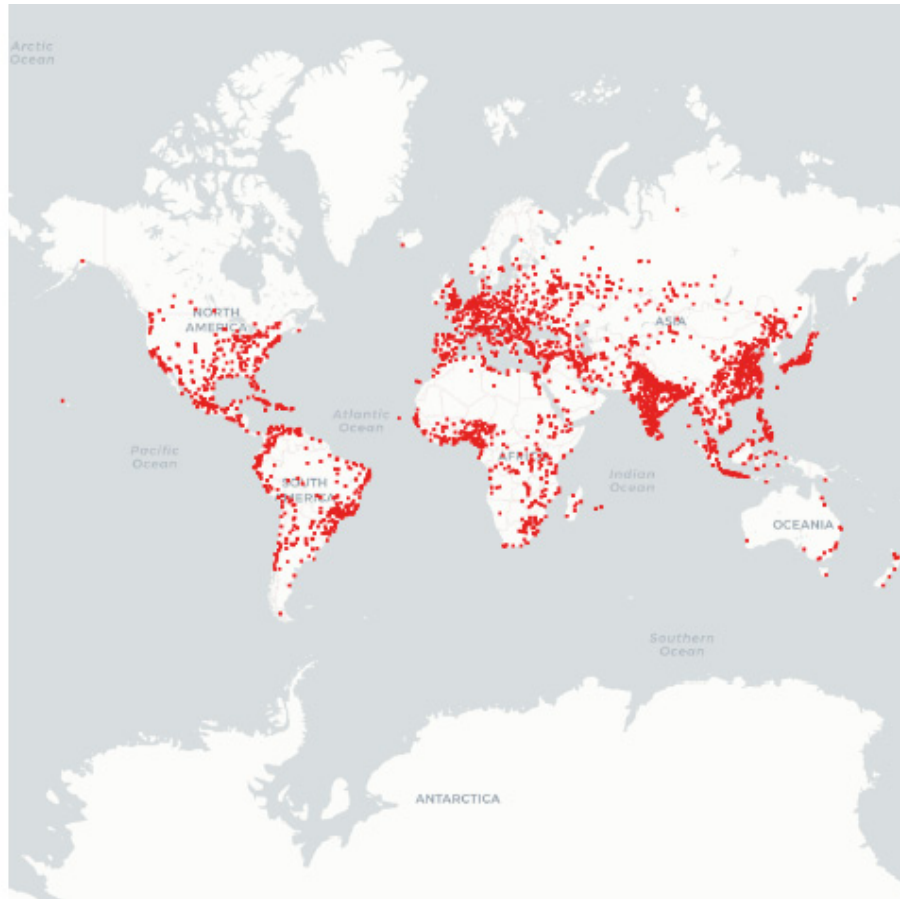 Arctic
Ocean
NORTH
AMERICA
ASIA
Atlantic
Ocean
Pacific
Ocean
AFRICA
Indian
Ocean
SOUTH
AMERICA
OCEANIA
Southern
Ocean
ANTARCTICA